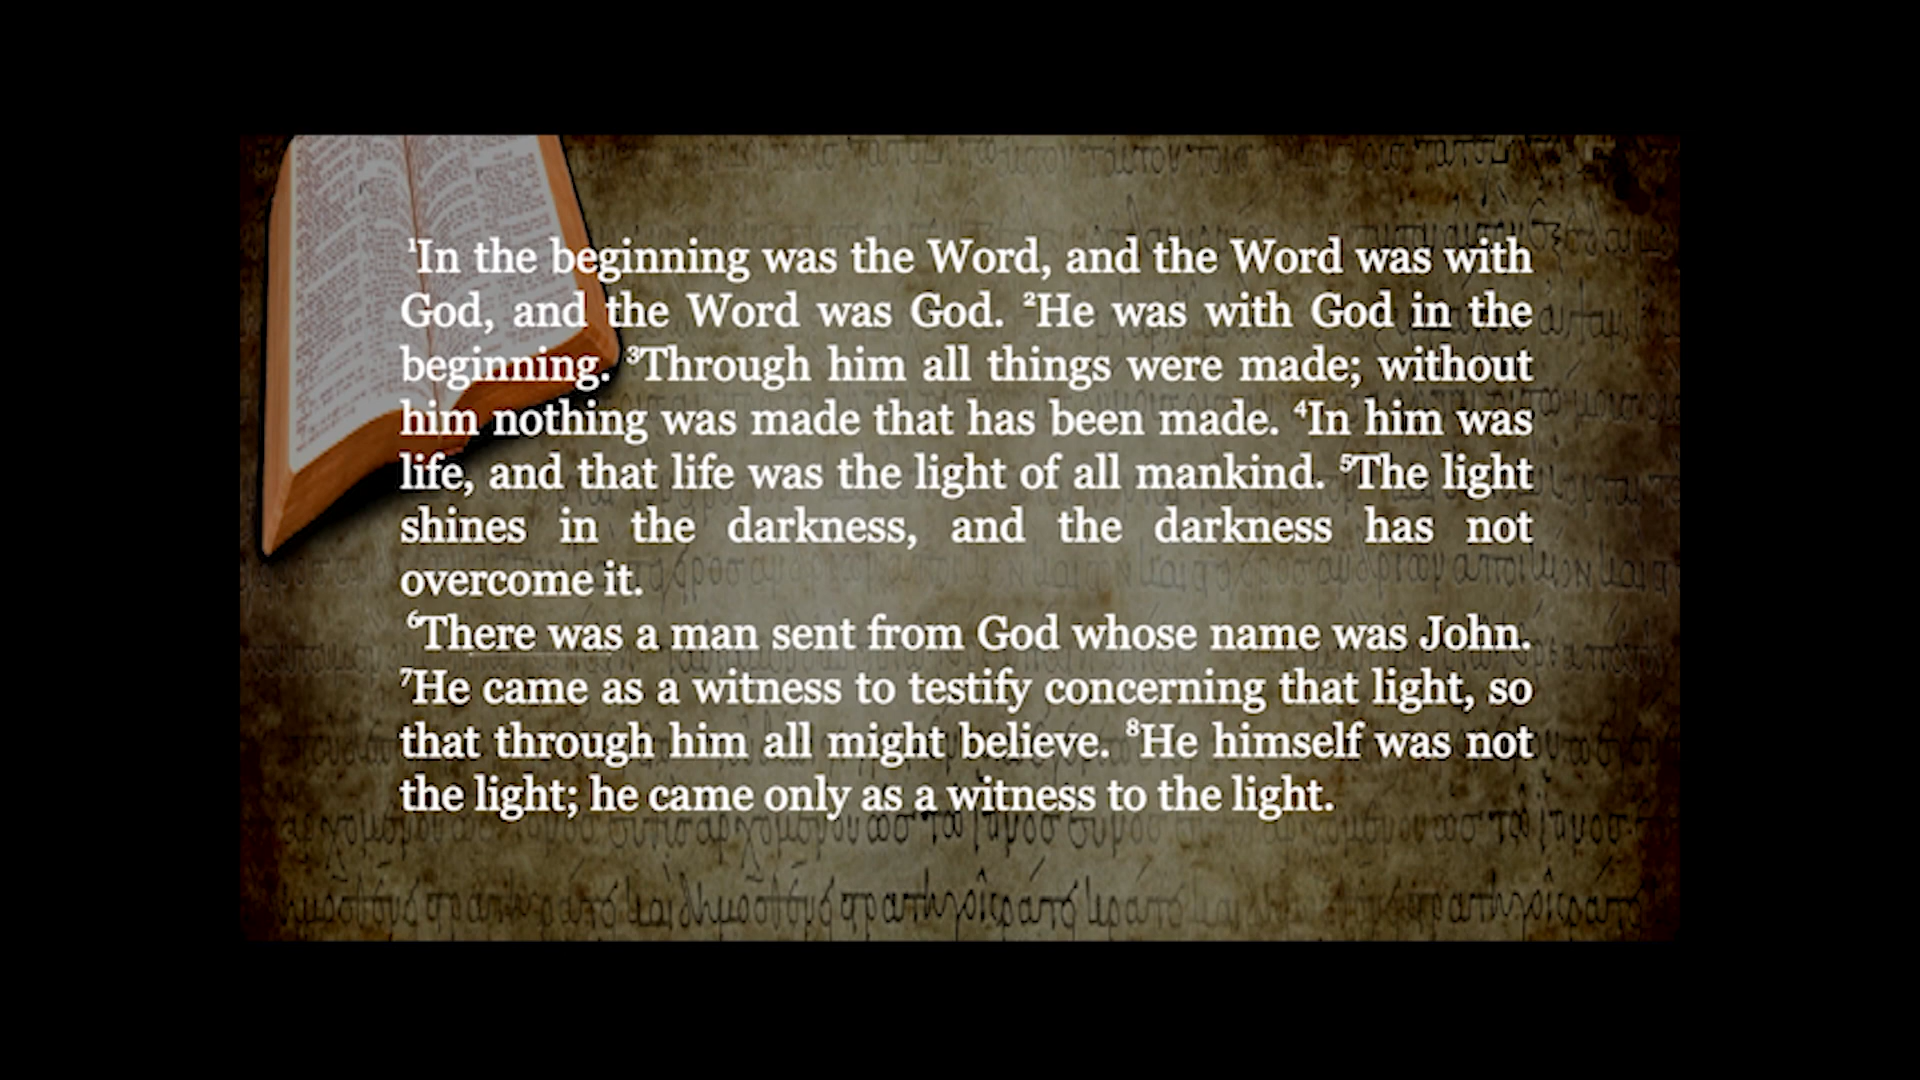 ¹In the beginning was the Word, and the Word was with
God, and the Word was God. ²He was with God in the
beginning. ³Through him all things were made; without
him nothing was made that has been made. ⁴In him was
life, and that life was the light of all mankind. ⁵The light
shines in the darkness, and the darkness has not
overcome it.
⁶There was a man sent from God whose name was John.
⁷He came as a witness to testify concerning that light, so
that through him all might believe. ⁸He himself was not
the light; he came only as a witness to the light.